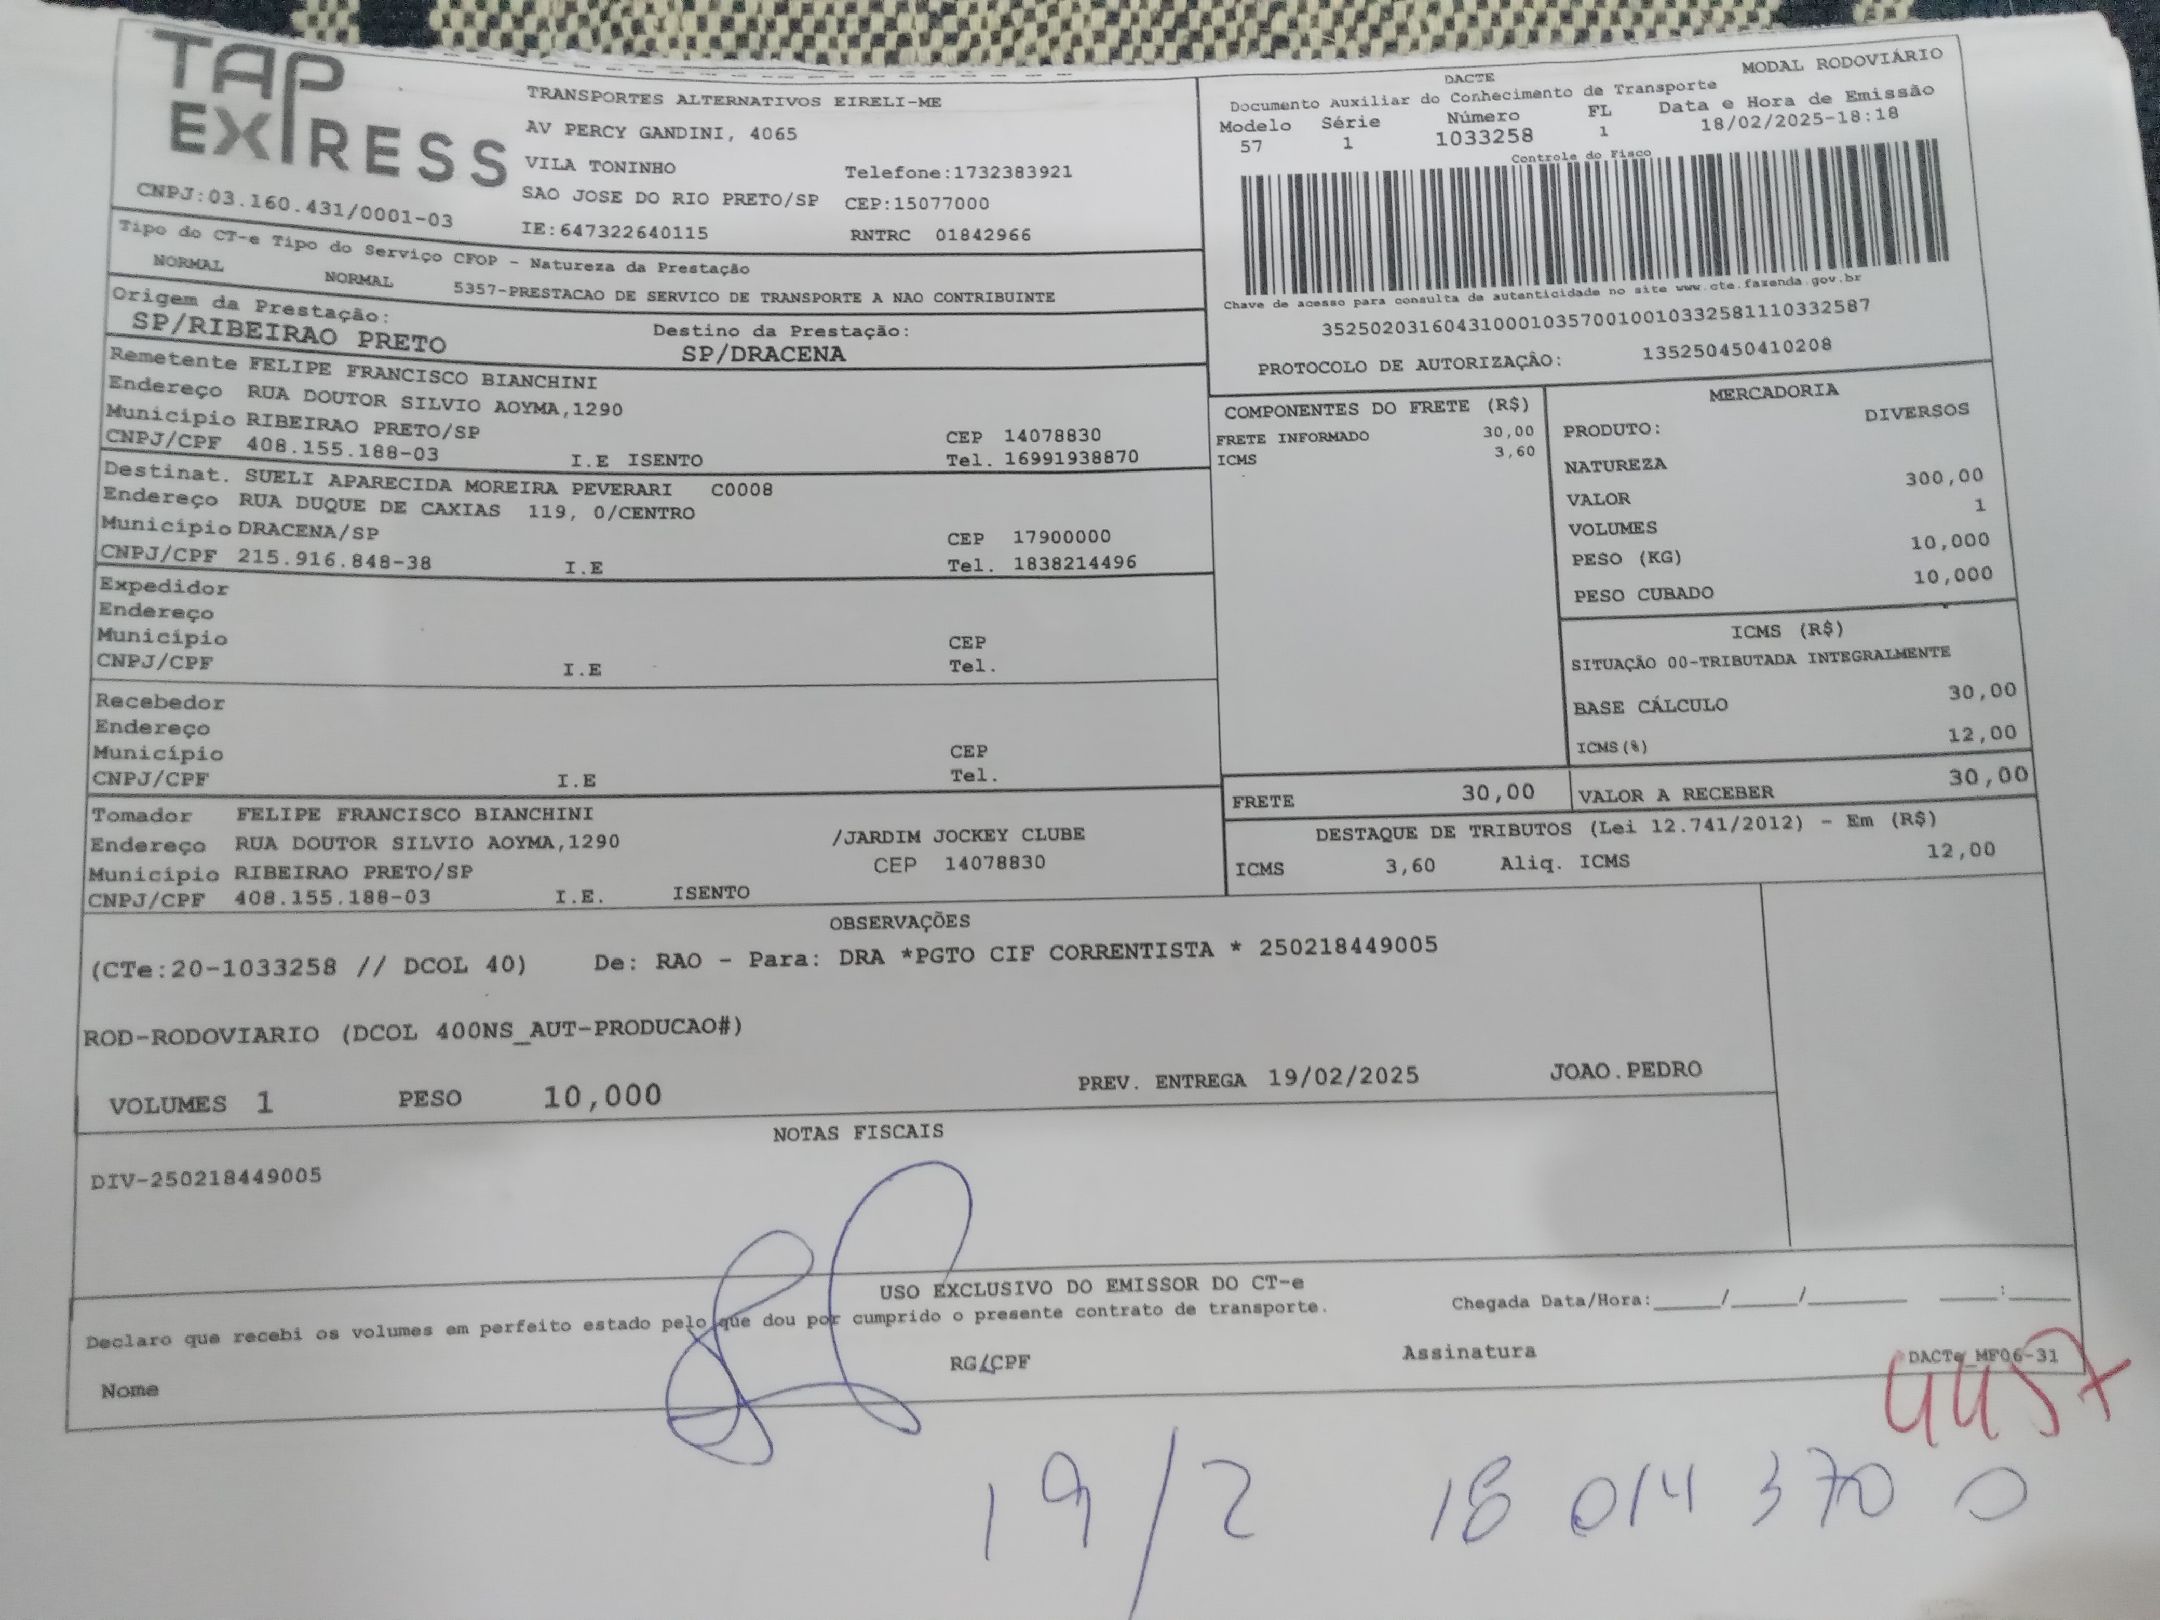 TAP
EXPRESS
CNPJ:03.160.431/0001-03
TRANSPORTES ALTERNATIVOS EIRELI-ME
AV PERCY GANDINI, 4065
VILA TONINHO Telefone:1732383921
SAO JOSE DO RIO PRETO/SP CEP:15077000
IE:647322640115 RNTRC 01842966
DACTE MODAL RODOVIÁRIO
Documento Auxiliar do Conhecimento de Transporte
Modelo Série Número FL Data e Hora de Emissão
57 1 1033258 1 18/02/2025-18:18
Controle do Fisco
Chave de acesso para consulta de autenticidade no site www.cte.fazenda.gov.br
35250203160431000103570010010332581110332587
PROTOCOLO DE AUTORIZAÇÃO: 135250450410208
Tipo do CT-e Tipo do Serviço CFOP - Natureza da Prestação
NORMAL NORMAL 5357-PRESTACAO DE SERVICO DE TRANSPORTE A NAO CONTRIBUINTE
Origem da Prestação: Destino da Prestação:
SP/RIBEIRAO PRETO SP/DRACENA
Remetente FELIPE FRANCISCO BIANCHINI
Endereço RUA DOUTOR SILVIO AOYMA,1290
Município RIBEIRAO PRETO/SP CEP 14078830
CNPJ/CPF 408.155.188-03 I.E ISENTO Tel. 16991938870
Destinat. SUELI APARECIDA MOREIRA PEVERARI C0008
Endereço RUA DUQUE DE CAXIAS 119, 0/CENTRO
Município DRACENA/SP CEP 17900000
CNPJ/CPF 215.916.848-38 I.E Tel. 1838214496
Expedidor
Endereço
Município CEP
CNPJ/CPF I.E Tel.
Recebedor
Endereço
Município CEP
CNPJ/CPF I.E Tel.
Tomador FELIPE FRANCISCO BIANCHINI
Endereço RUA DOUTOR SILVIO AOYMA,1290 /JARDIM JOCKEY CLUBE
Município RIBEIRAO PRETO/SP CEP 14078830
CNPJ/CPF 408.155.188-03 I.E. ISENTO
COMPONENTES DO FRETE (R$)
FRETE INFORMADO 30,00
ICMS 3,60
MERCADORIA
PRODUTO: DIVERSOS
NATUREZA
VALOR 300,00
VOLUMES 1
PESO (KG) 10,000
PESO CUBADO 10,000
ICMS (R$)
SITUAÇÃO 00-TRIBUTADA INTEGRALMENTE
BASE CÁLCULO 30,00
ICMS(%) 12,00
FRETE 30,00 VALOR A RECEBER 30,00
DESTAQUE DE TRIBUTOS (Lei 12.741/2012) - Em (R$)
ICMS 3,60 Aliq. ICMS 12,00
OBSERVAÇÕES
(CTe:20-1033258 // DCOL 40) De: RAO - Para: DRA *PGTO CIF CORRENTISTA * 250218449005
ROD-RODOVIARIO (DCOL 400NS_AUT-PRODUCAO#)
VOLUMES 1 PESO 10,000 PREV. ENTREGA 19/02/2025 JOAO.PEDRO
NOTAS FISCAIS
DIV-250218449005
USO EXCLUSIVO DO EMISSOR DO CT-e
Declaro que recebi os volumes em perfeito estado pelo que dou por cumprido o presente contrato de transporte. Chegada Data/Hora:_____/_____/_______ ____:_____
Nome RG/CPF Assinatura DACTe_MF06-31
19/2 18 014 370 0